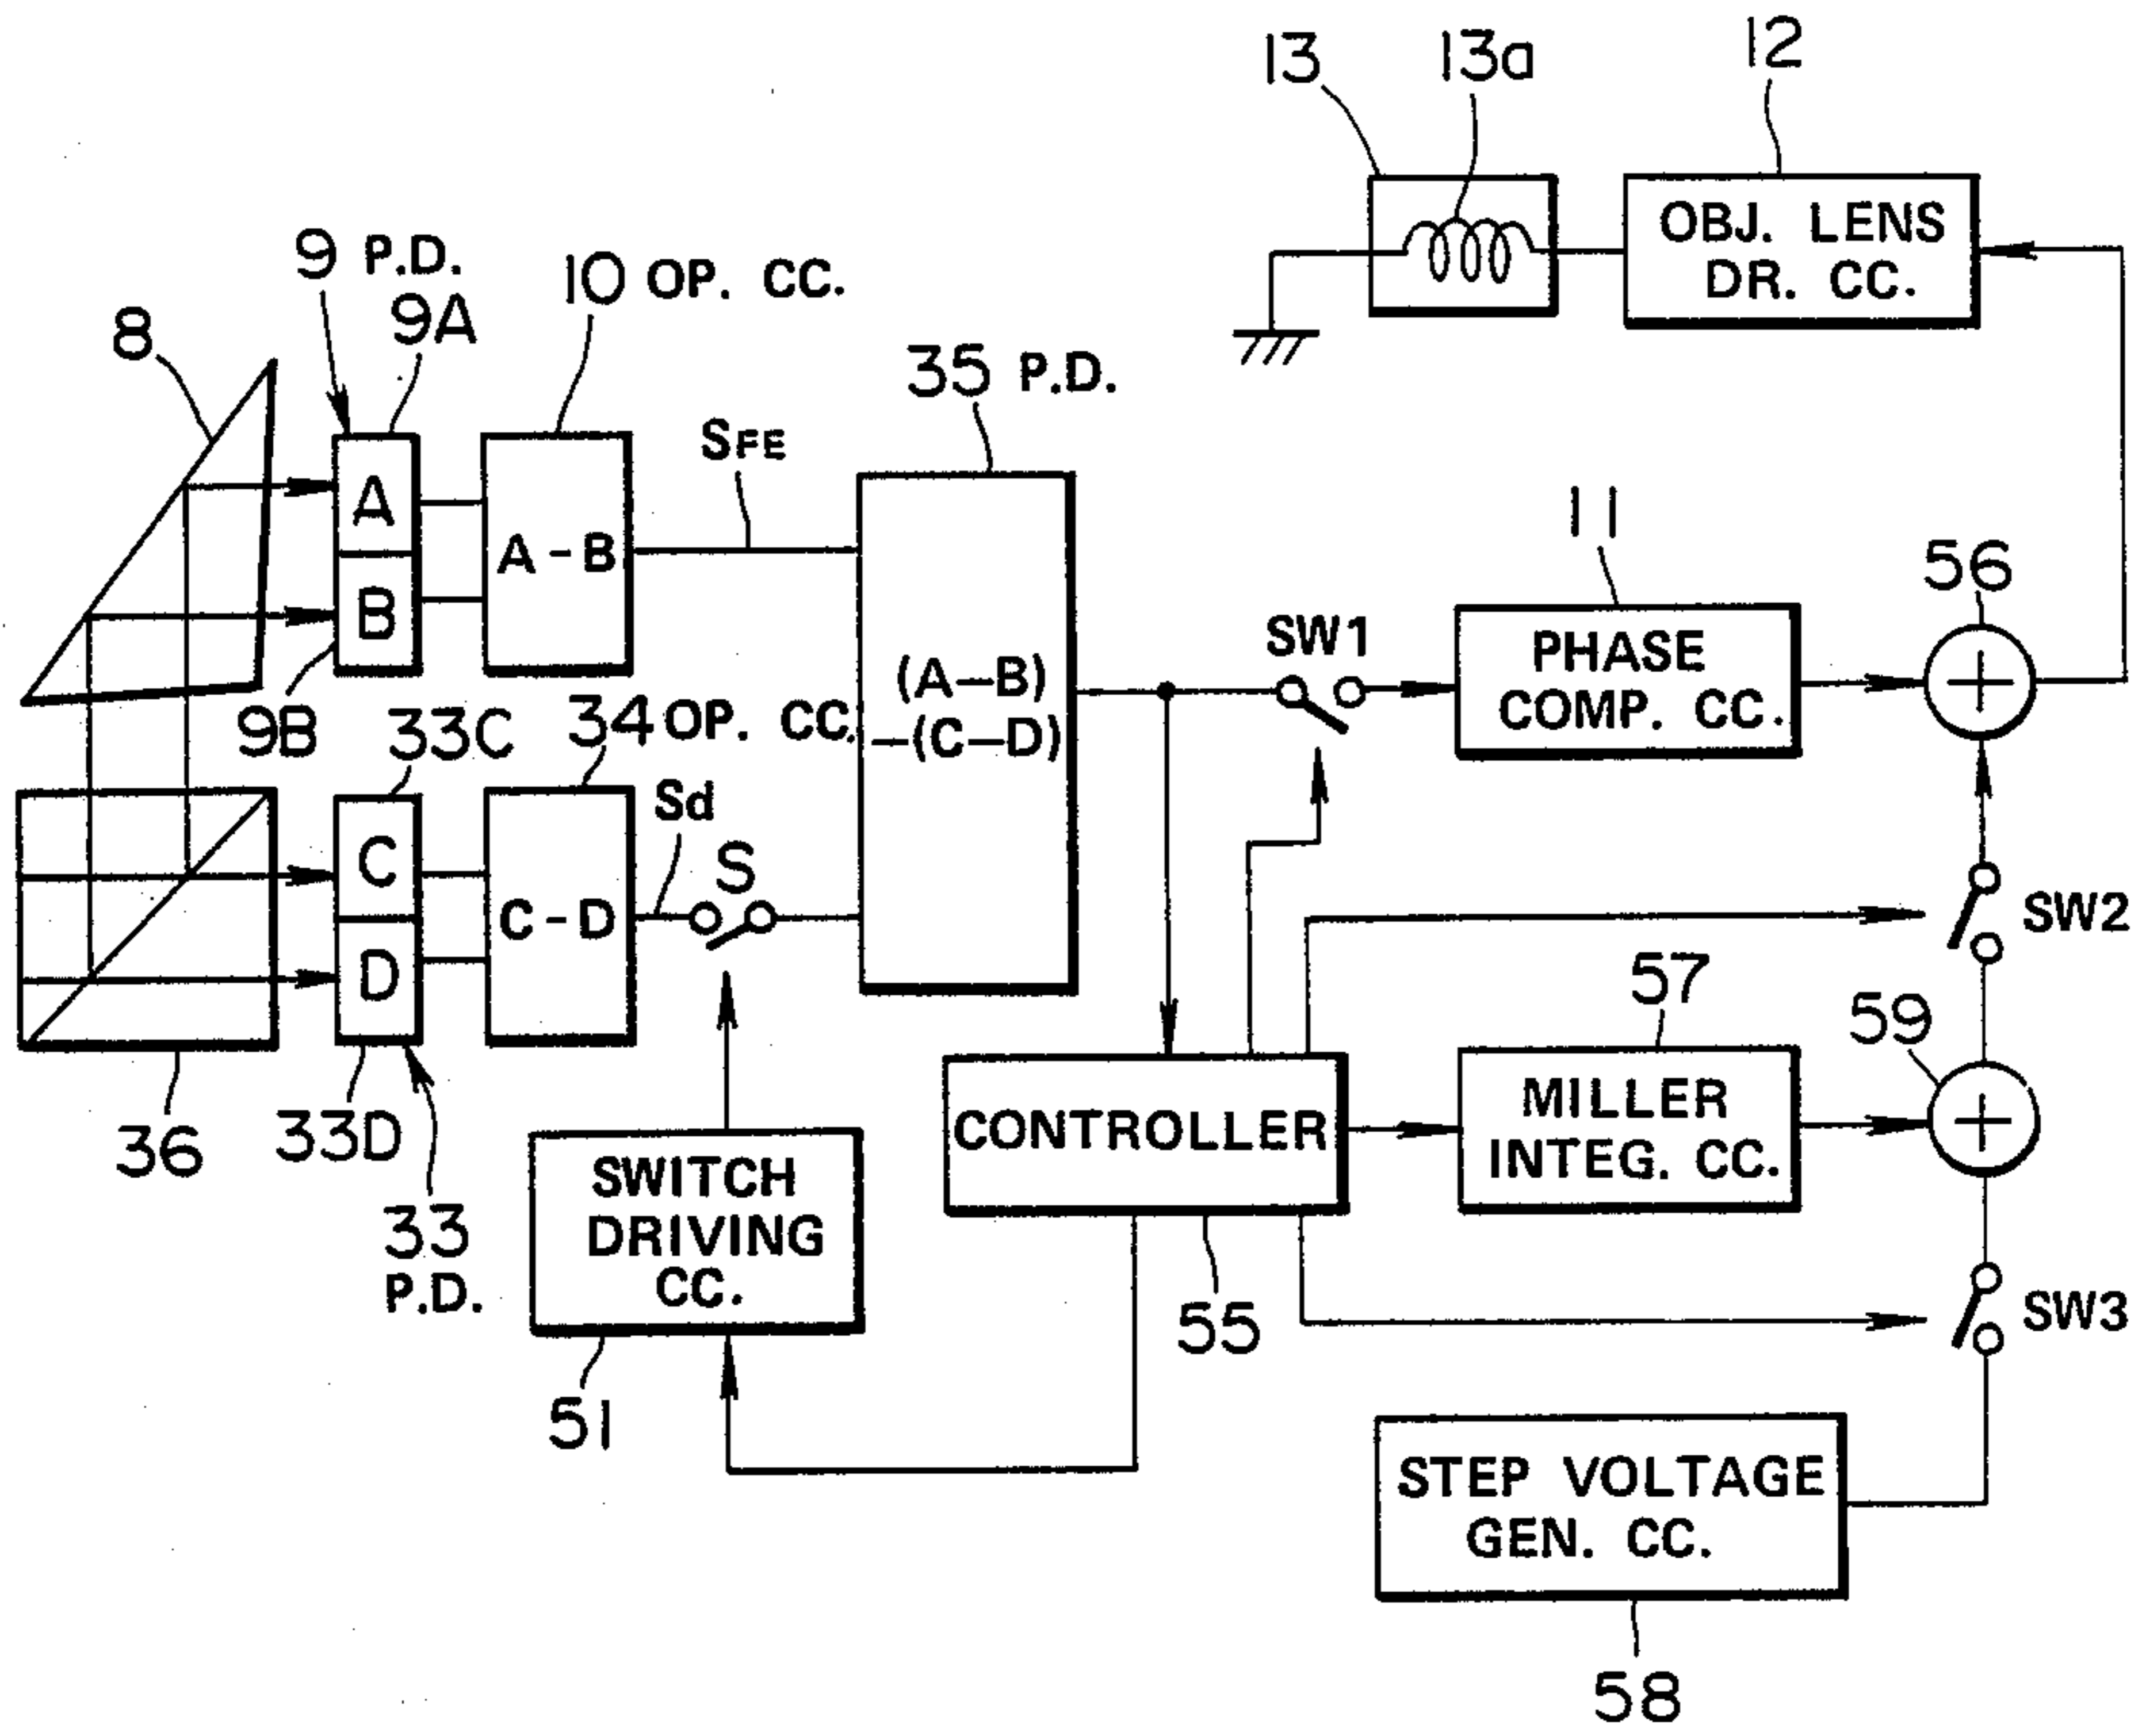 13
13a
12
OBJ. LENS
DR. CC.
9 P.D.
9A
10 OP. CC.
8
35 P.D.
SFE
A
B
A-B
9B
33C
34 OP. CC.
(A-B)
-(C-D)
SW1
11
PHASE
COMP. CC.
56
Sd
S
C
D
C-D
SW2
57
59
36
33D
33
P.D.
SWITCH
DRIVING
CC.
51
CONTROLLER
55
MILLER
INTEG. CC.
SW3
STEP VOLTAGE
GEN. CC.
58